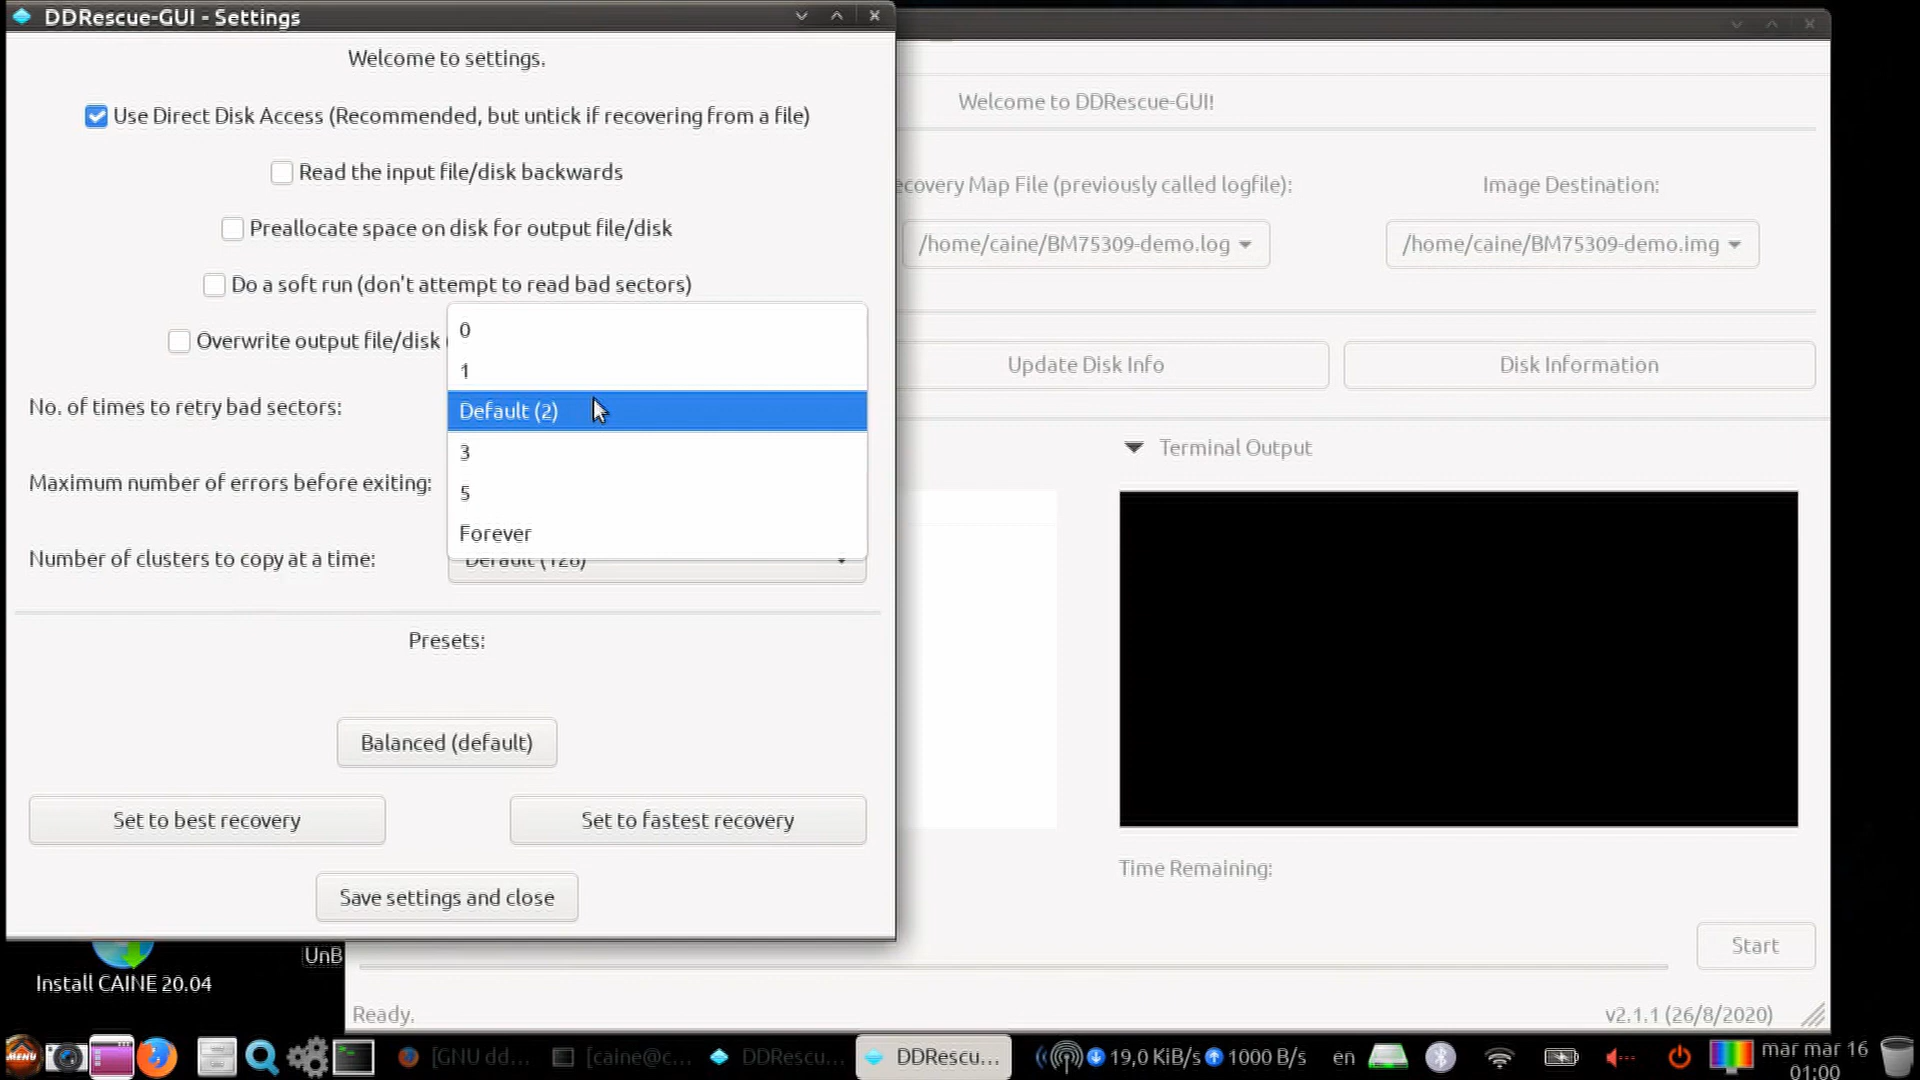 DDRescue-GUI - Settings
Welcome to settings.
Use Direct Disk Access (Recommended, but untick if recovering from a file)
Read the input file/disk backwards
Preallocate space on disk for output file/disk
Do a soft run (don't attempt to read bad sectors)
Overwrite output file/disk
No. of times to retry bad sectors:
0
1
Default (2)
3
5
Forever
Maximum number of errors before exiting:
Number of clusters to copy at a time:
Default (128)
Presets:
Balanced (default)
Set to best recovery
Set to fastest recovery
Save settings and close
Welcome to DDRescue-GUI!
ecovery Map File (previously called logfile):
Image Destination:
/home/caine/BM75309-demo.log
/home/caine/BM75309-demo.img
Update Disk Info
Disk Information
Terminal Output
Time Remaining:
Start
Ready.
v2.1.1 (26/8/2020)
UnB
Install CAINE 20.04
MENU
[GNU dd...
[caine@c...
DDRescu...
DDRescu...
19,0 KiB/s
1000 B/s
en
mar mar 16
01:00